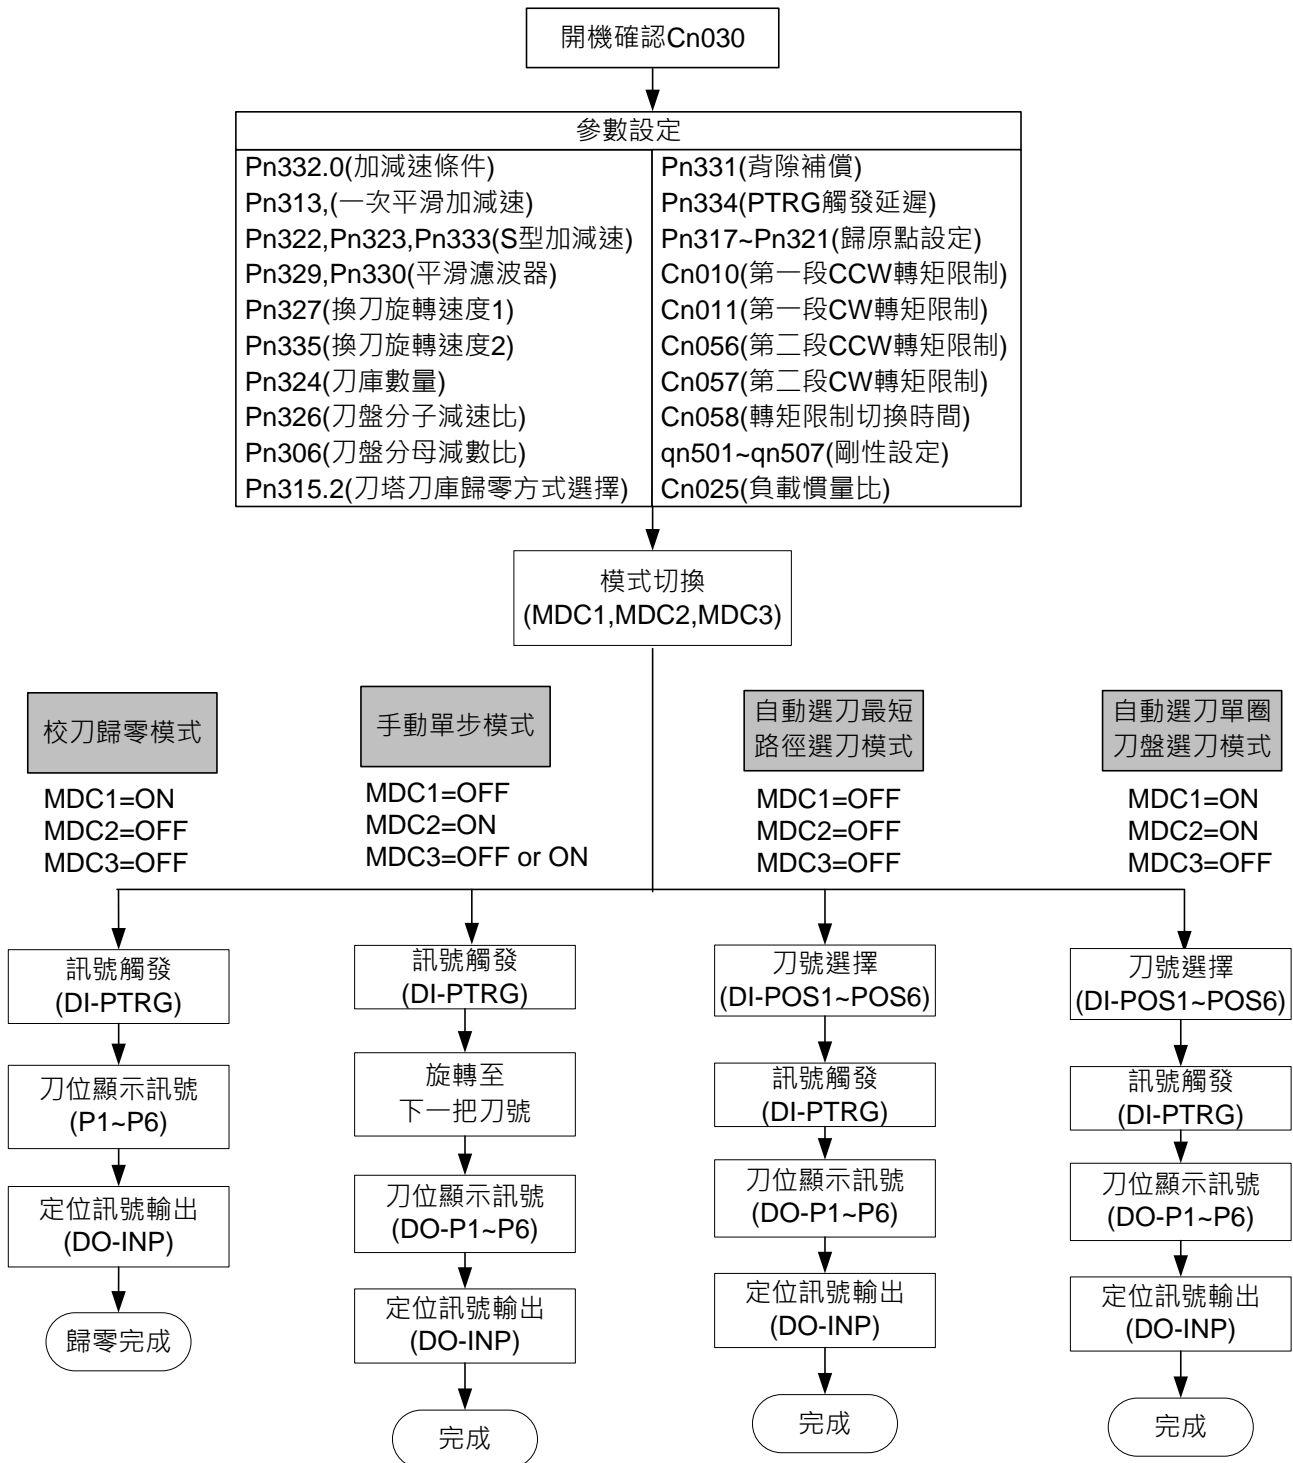 開機確認Cn030
參數設定
Pn332.0(加減速條件)
Pn313,(一次平滑加減速)
Pn322,Pn323,Pn333(S型加減速)
Pn329,Pn330(平滑濾波器)
Pn327(換刀旋轉速度1)
Pn335(換刀旋轉速度2)
Pn324(刀庫數量)
Pn326(刀盤分子減速比)
Pn306(刀盤分母減數比)
Pn315.2(刀塔刀庫歸零方式選擇)
Pn331(背隙補償)
Pn334(PTRG觸發延遲)
Pn317~Pn321(歸原點設定)
Cn010(第一段CCW轉矩限制)
Cn011(第一段CW轉矩限制)
Cn056(第二段CCW轉矩限制)
Cn057(第二段CW轉矩限制)
Cn058(轉矩限制切換時間)
qn501~qn507(剛性設定)
Cn025(負載慣量比)
模式切換
(MDC1,MDC2,MDC3)
校刀歸零模式
MDC1=ON
MDC2=OFF
MDC3=OFF
訊號觸發
(DI-PTRG)
刀位顯示訊號
(P1~P6)
定位訊號輸出
(DO-INP)
歸零完成
手動單步模式
MDC1=OFF
MDC2=ON
MDC3=OFF or ON
訊號觸發
(DI-PTRG)
旋轉至
下一把刀號
刀位顯示訊號
(DO-P1~P6)
定位訊號輸出
(DO-INP)
完成
自動選刀最短
路徑選刀模式
MDC1=OFF
MDC2=OFF
MDC3=OFF
刀號選擇
(DI-POS1~POS6)
訊號觸發
(DI-PTRG)
刀位顯示訊號
(DO-P1~P6)
定位訊號輸出
(DO-INP)
完成
自動選刀單圈
刀盤選刀模式
MDC1=ON
MDC2=ON
MDC3=OFF
刀號選擇
(DI-POS1~POS6)
訊號觸發
(DI-PTRG)
刀位顯示訊號
(DO-P1~P6)
定位訊號輸出
(DO-INP)
完成